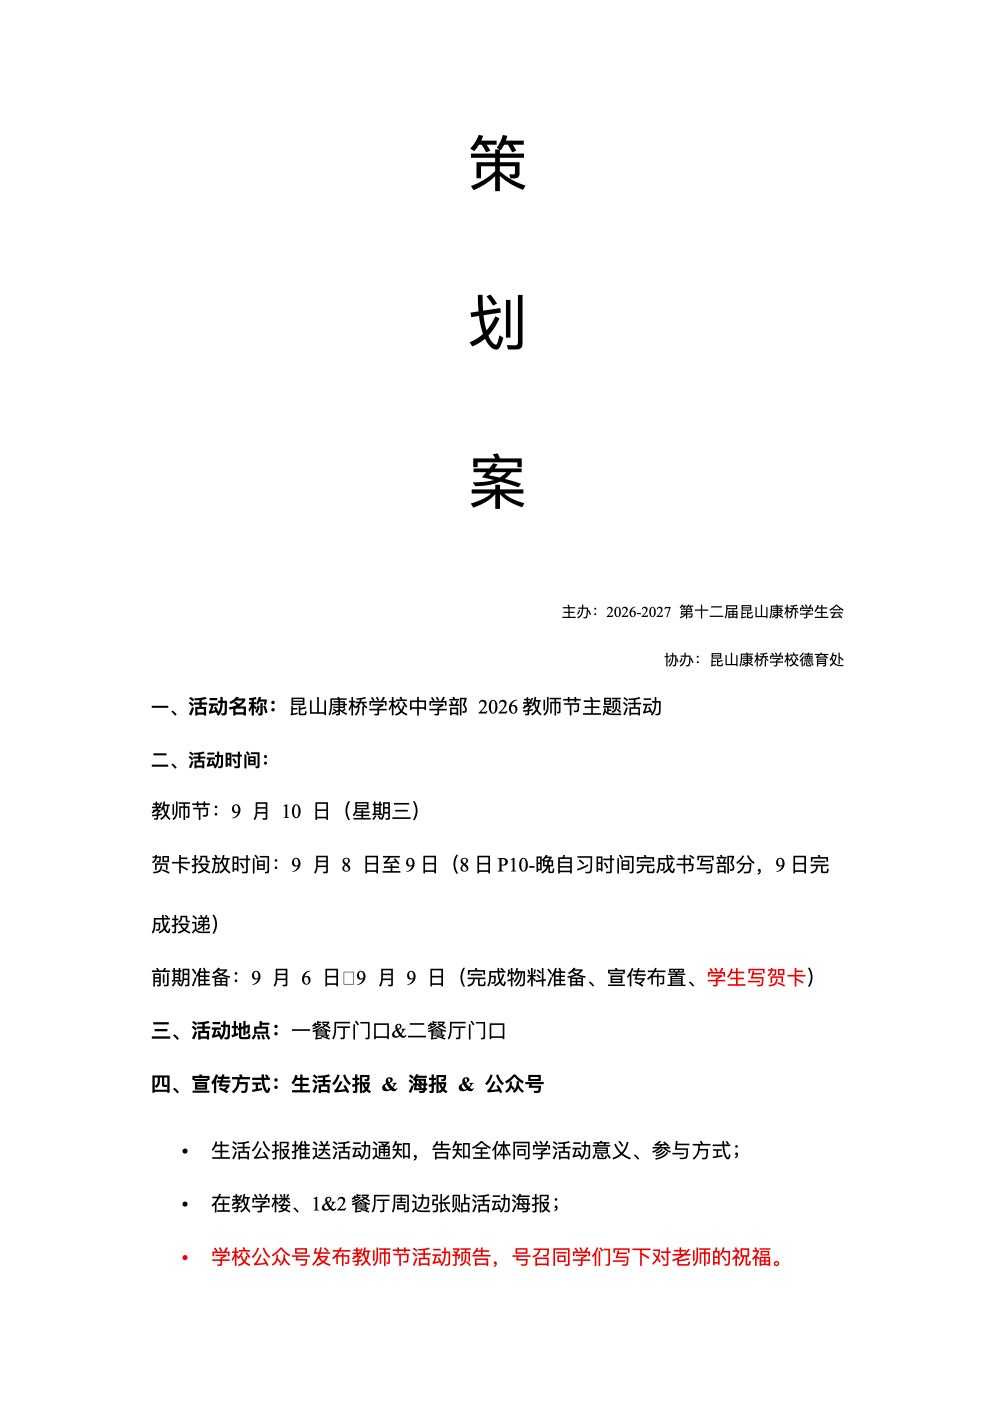 策
划
案
主办：2026-2027 第十二届昆山康桥学生会
协办：昆山康桥学校德育处
一、活动名称：昆山康桥学校中学部 2026 教师节主题活动
二、活动时间：
教师节：9 月 10 日（星期三）
贺卡投放时间：9 月 8 日至 9 日（8 日 P10-晚自习时间完成书写部分，9 日完
成投递）
前期准备：9 月 6 日□9 月 9 日（完成物料准备、宣传布置、学生写贺卡）
三、活动地点：一餐厅门口&二餐厅门口
四、宣传方式：生活公报 & 海报 & 公众号
• 生活公报推送活动通知，告知全体同学活动意义、参与方式；
• 在教学楼、1&2 餐厅周边张贴活动海报；
• 学校公众号发布教师节活动预告，号召同学们写下对老师的祝福。